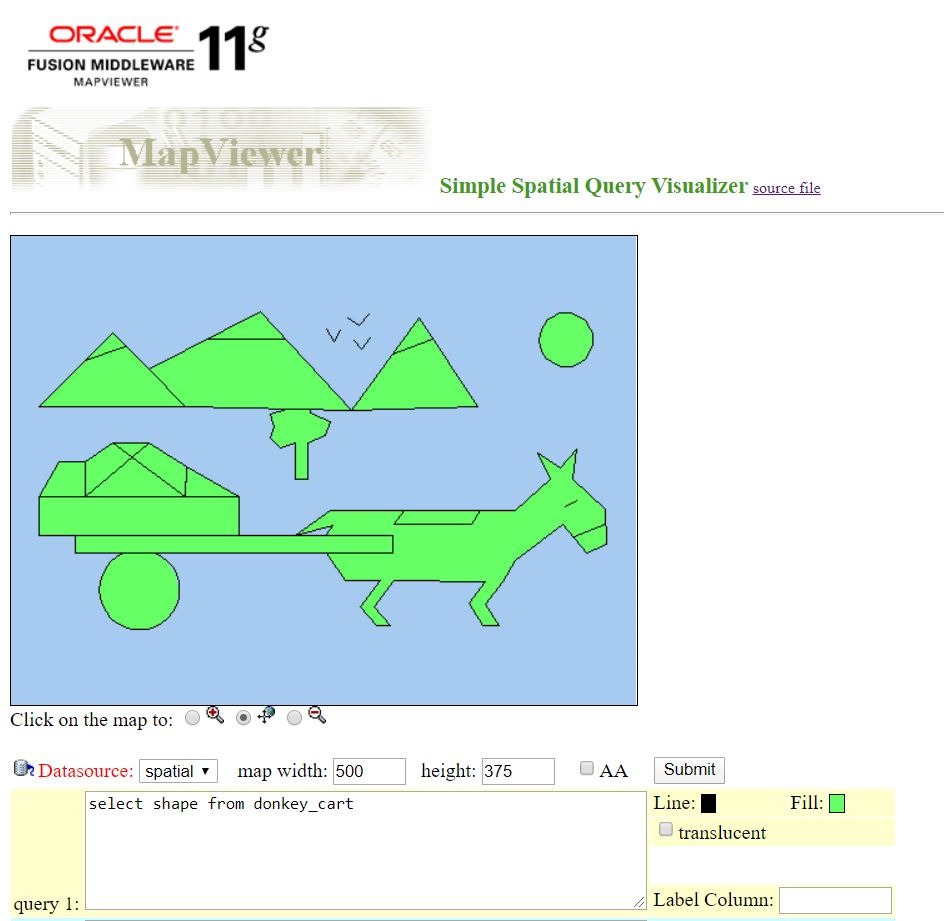 ORACLE®
FUSION MIDDLEWARE 11g
MAPVIEWER
MapViewer
Simple Spatial Query Visualizer source file
Click on the map to:
Datasource: spatial map width: 500 height: 375 AA Submit
select shape from donkey_cart
Line: Fill:
translucent
query 1:
Label Column: